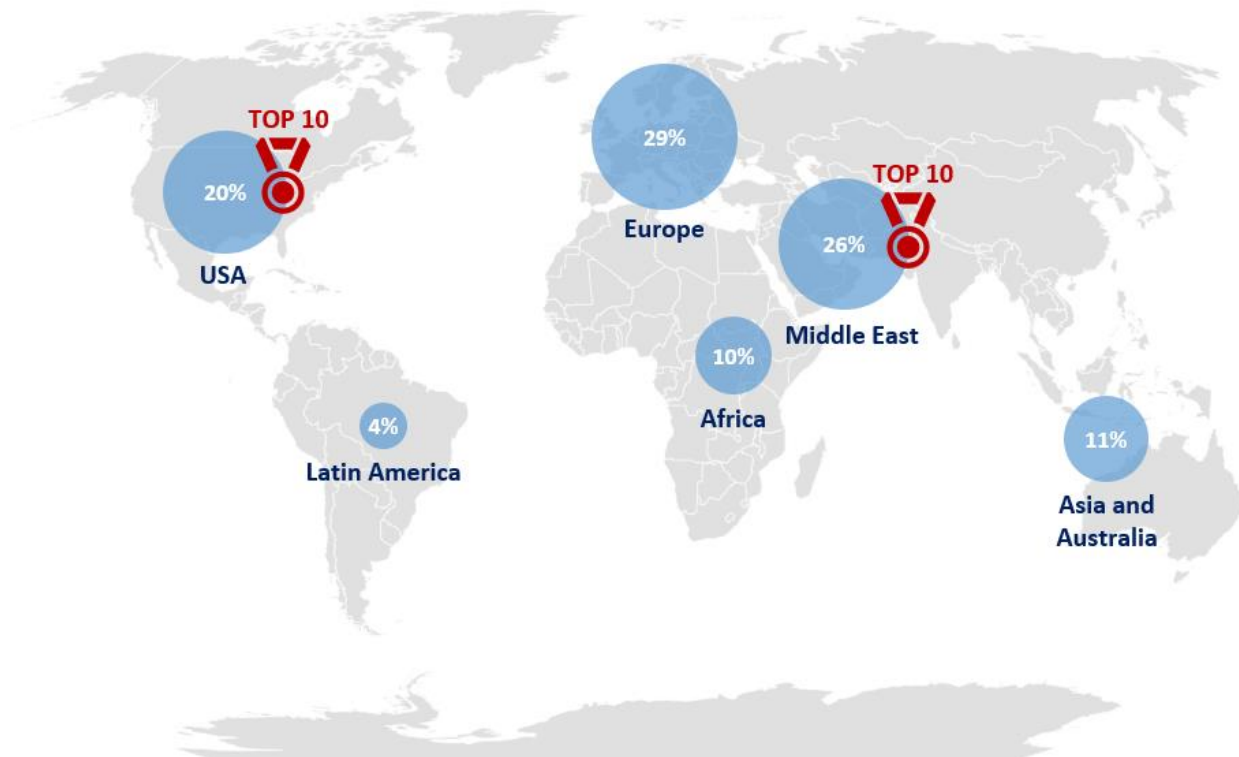 TOP 10
20%
USA
29%
Europe
TOP 10
26%
Middle East
10%
Africa
4%
Latin America
11%
Asia and
Australia